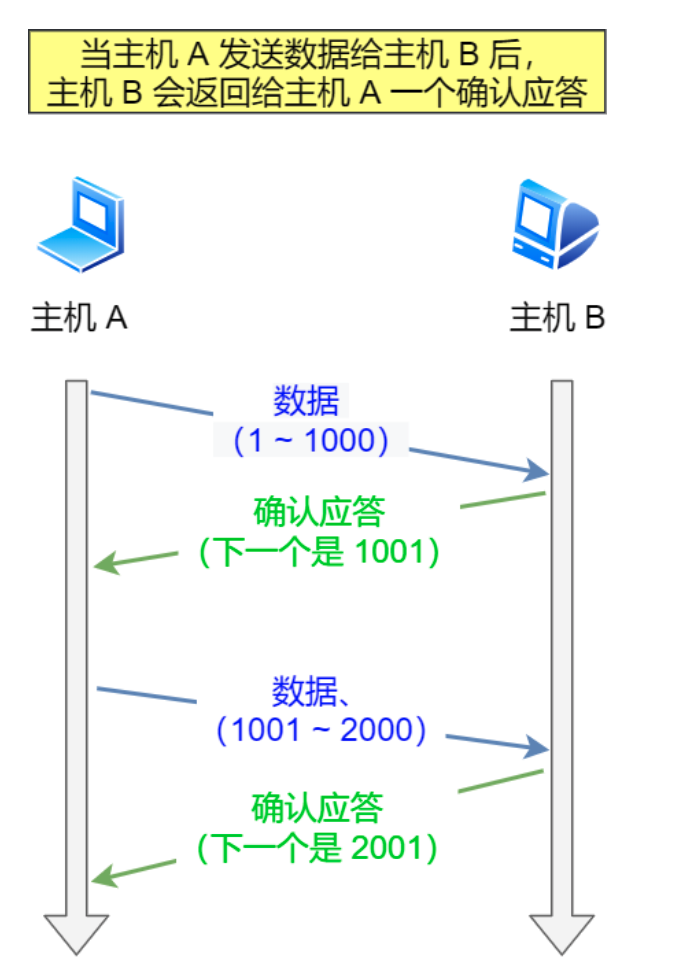 当主机 A 发送数据给主机 B 后，
主机 B 会返回给主机 A 一个确认应答
主机 A
主机 B
数据
（1 ~ 1000）
确认应答
（下一个是 1001）
数据、
（1001 ~ 2000）
确认应答
（下一个是 2001）